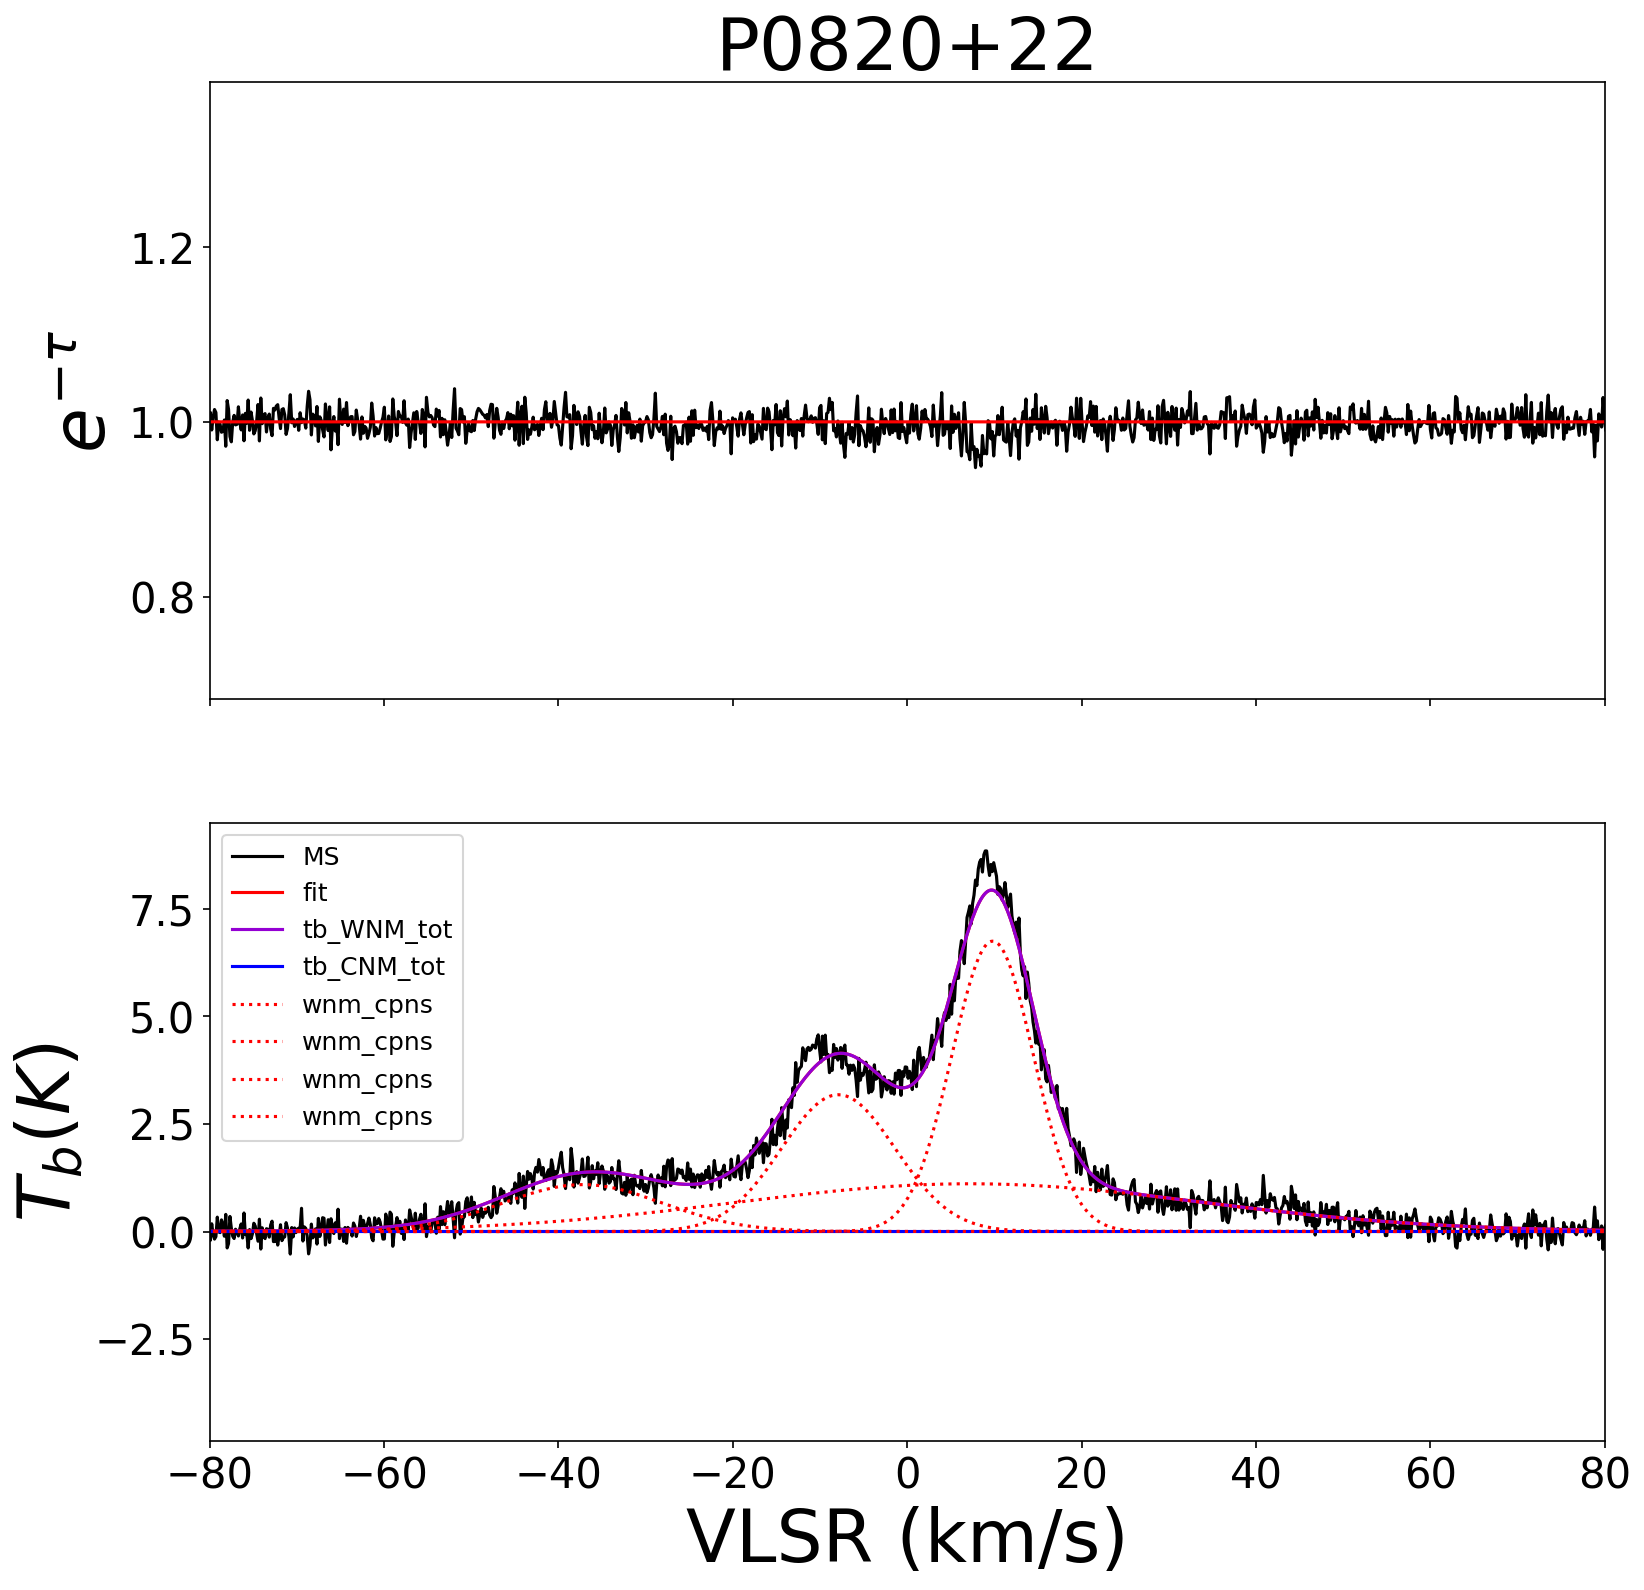 P0820+22
1.2
1.0
0.8
e^{-τ}
MS
fit
tb_WNM_tot
tb_CNM_tot
wnm_cpns
wnm_cpns
wnm_cpns
wnm_cpns
7.5
5.0
2.5
0.0
−2.5
T_b(K)
−80 −60 −40 −20 0 20 40 60 80
VLSR (km/s)